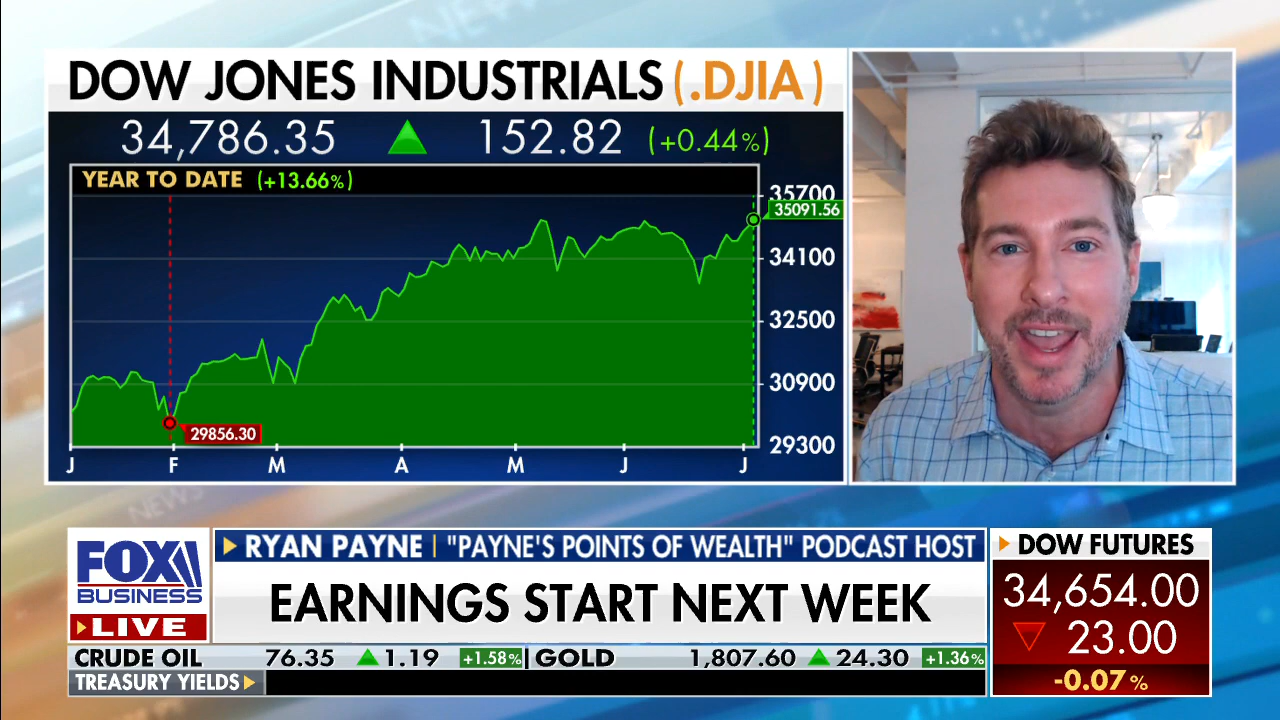 DOW JONES INDUSTRIALS (.DJIA)
34,786.35 ▲ 152.82 (+0.44%)
YEAR TO DATE (+13.66%)
35700
35091.56
34100
32500
30900
29300
29856.30
J F M A M J J
NEWS
FOX
BUSINESS
LIVE
RYAN PAYNE | "PAYNE'S POINTS OF WEALTH" PODCAST HOST
EARNINGS START NEXT WEEK
CRUDE OIL 76.35 ▲ 1.19 +1.58% | GOLD 1,807.60 ▲ 24.30 +1.36%
TREASURY YIELDS
DOW FUTURES
34,654.00
▽ 23.00
-0.07%